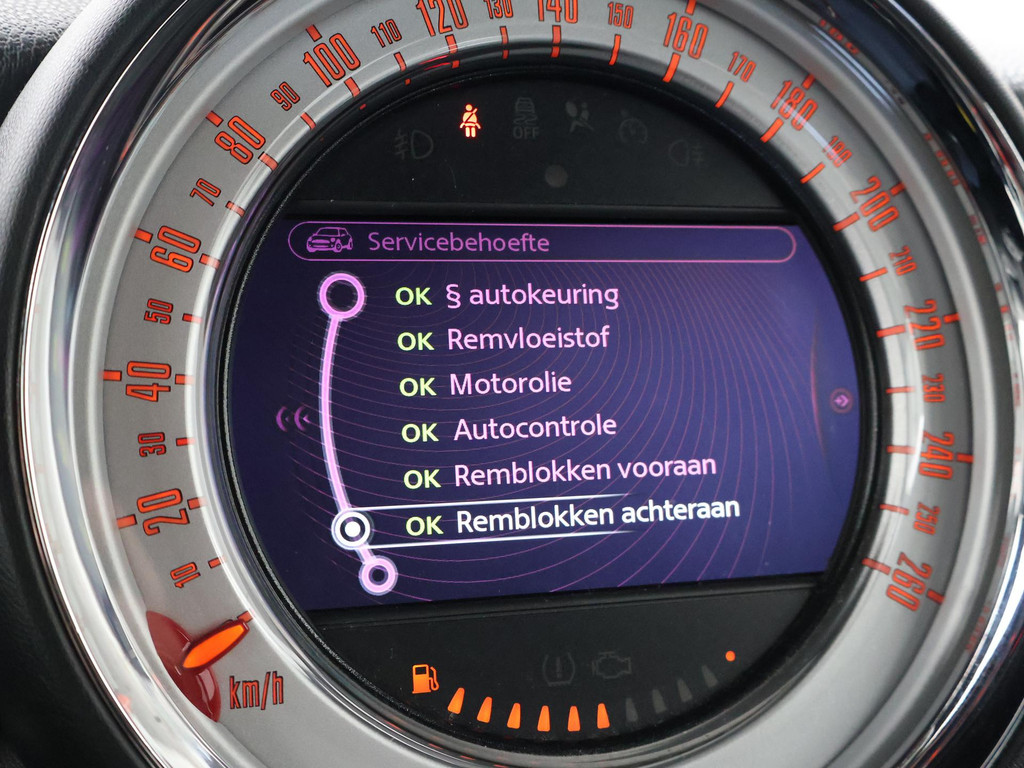 10
20
30
40
50
60
70
80
90
100
110
120
130
140
150
160
170
180
190
200
210
220
230
240
250
260
km/h
OFF
Servicebehoefte
OK § autokeuring
OK Remvloeistof
OK Motorolie
OK Autocontrole
OK Remblokken vooraan
OK Remblokken achteraan